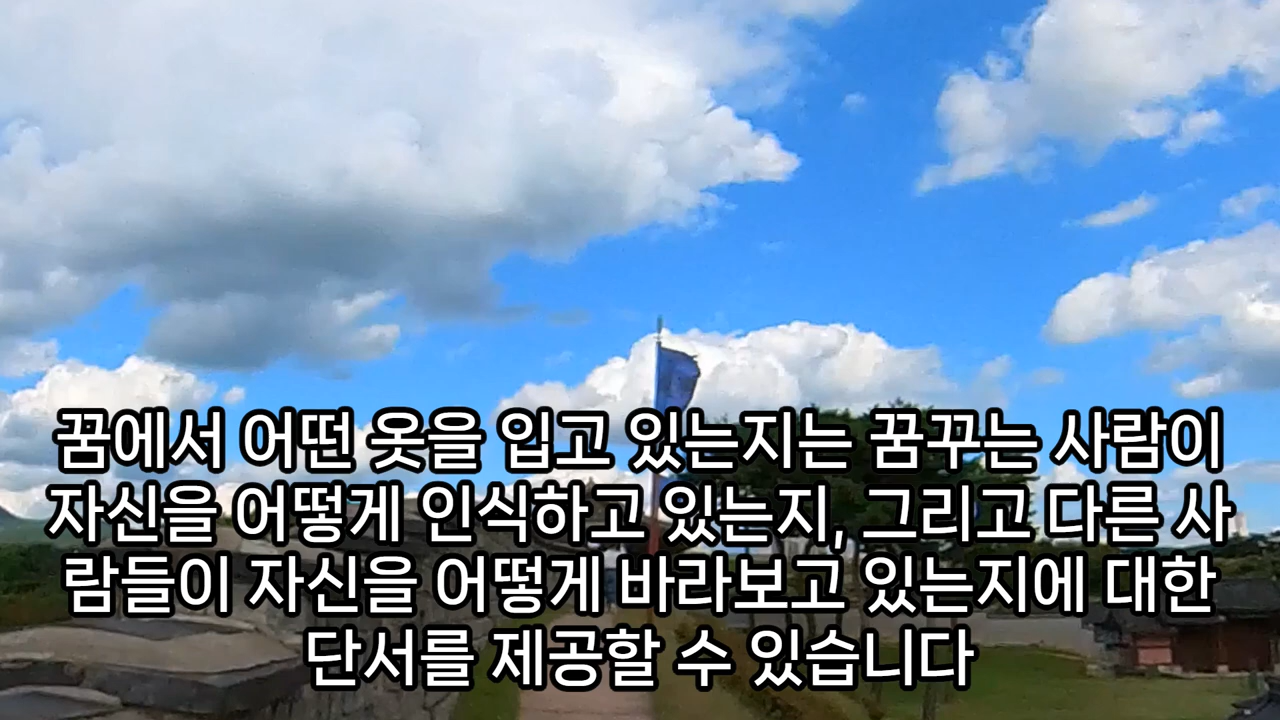 꿈에서 어떤 옷을 입고 있는지는 꿈꾸는 사람이
자신을 어떻게 인식하고 있는지, 그리고 다른 사
람들이 자신을 어떻게 바라보고 있는지에 대한
단서를 제공할 수 있습니다